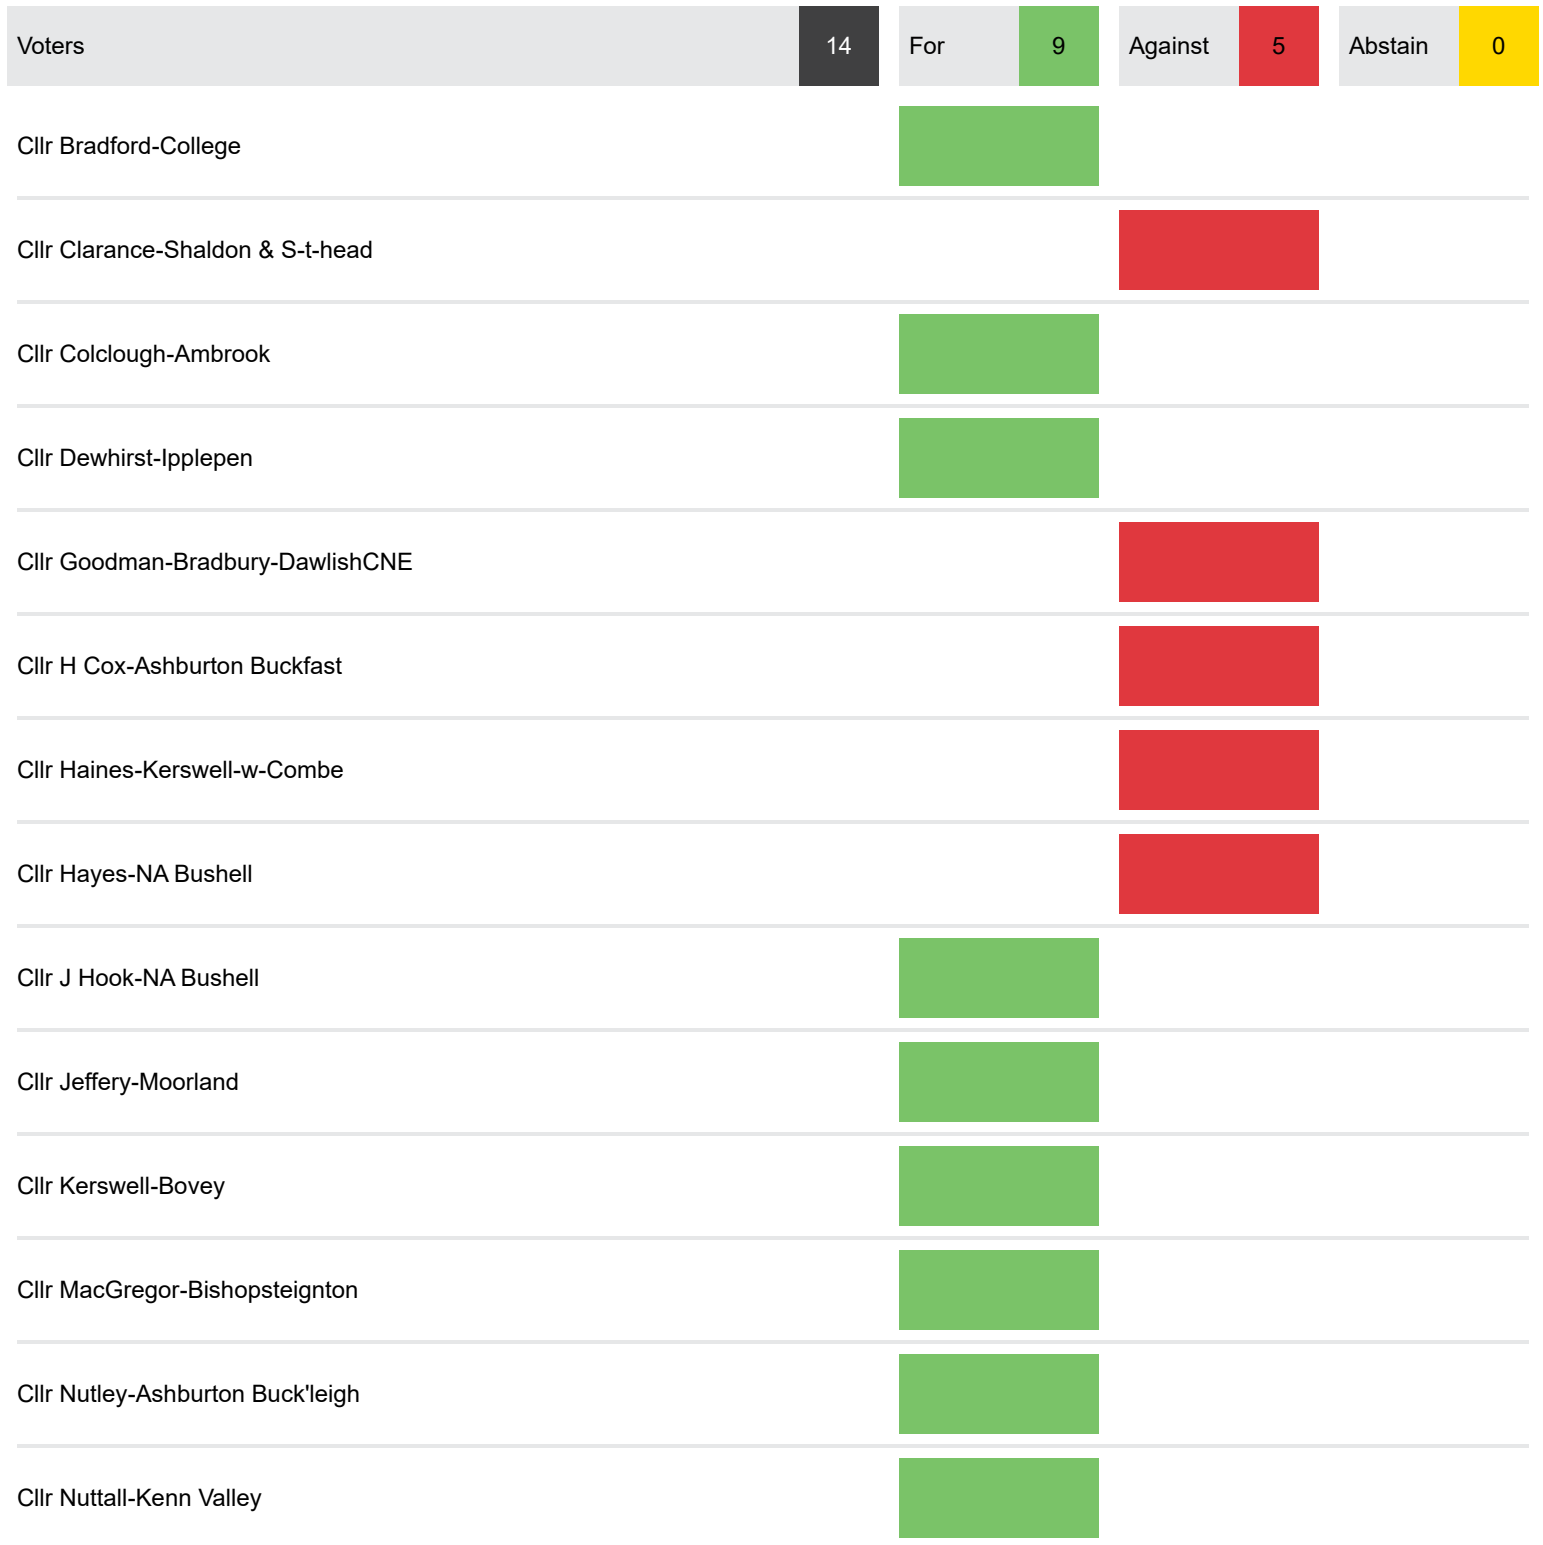 Voters 14 For 9 Against 5 Abstain 0
Cllr Bradford-College
Cllr Clarance-Shaldon & S-t-head
Cllr Colclough-Ambrook
Cllr Dewhirst-Ipplepen
Cllr Goodman-Bradbury-DawlishCNE
Cllr H Cox-Ashburton Buckfast
Cllr Haines-Kerswell-w-Combe
Cllr Hayes-NA Bushell
Cllr J Hook-NA Bushell
Cllr Jeffery-Moorland
Cllr Kerswell-Bovey
Cllr MacGregor-Bishopsteignton
Cllr Nutley-Ashburton Buck'leigh
Cllr Nuttall-Kenn Valley